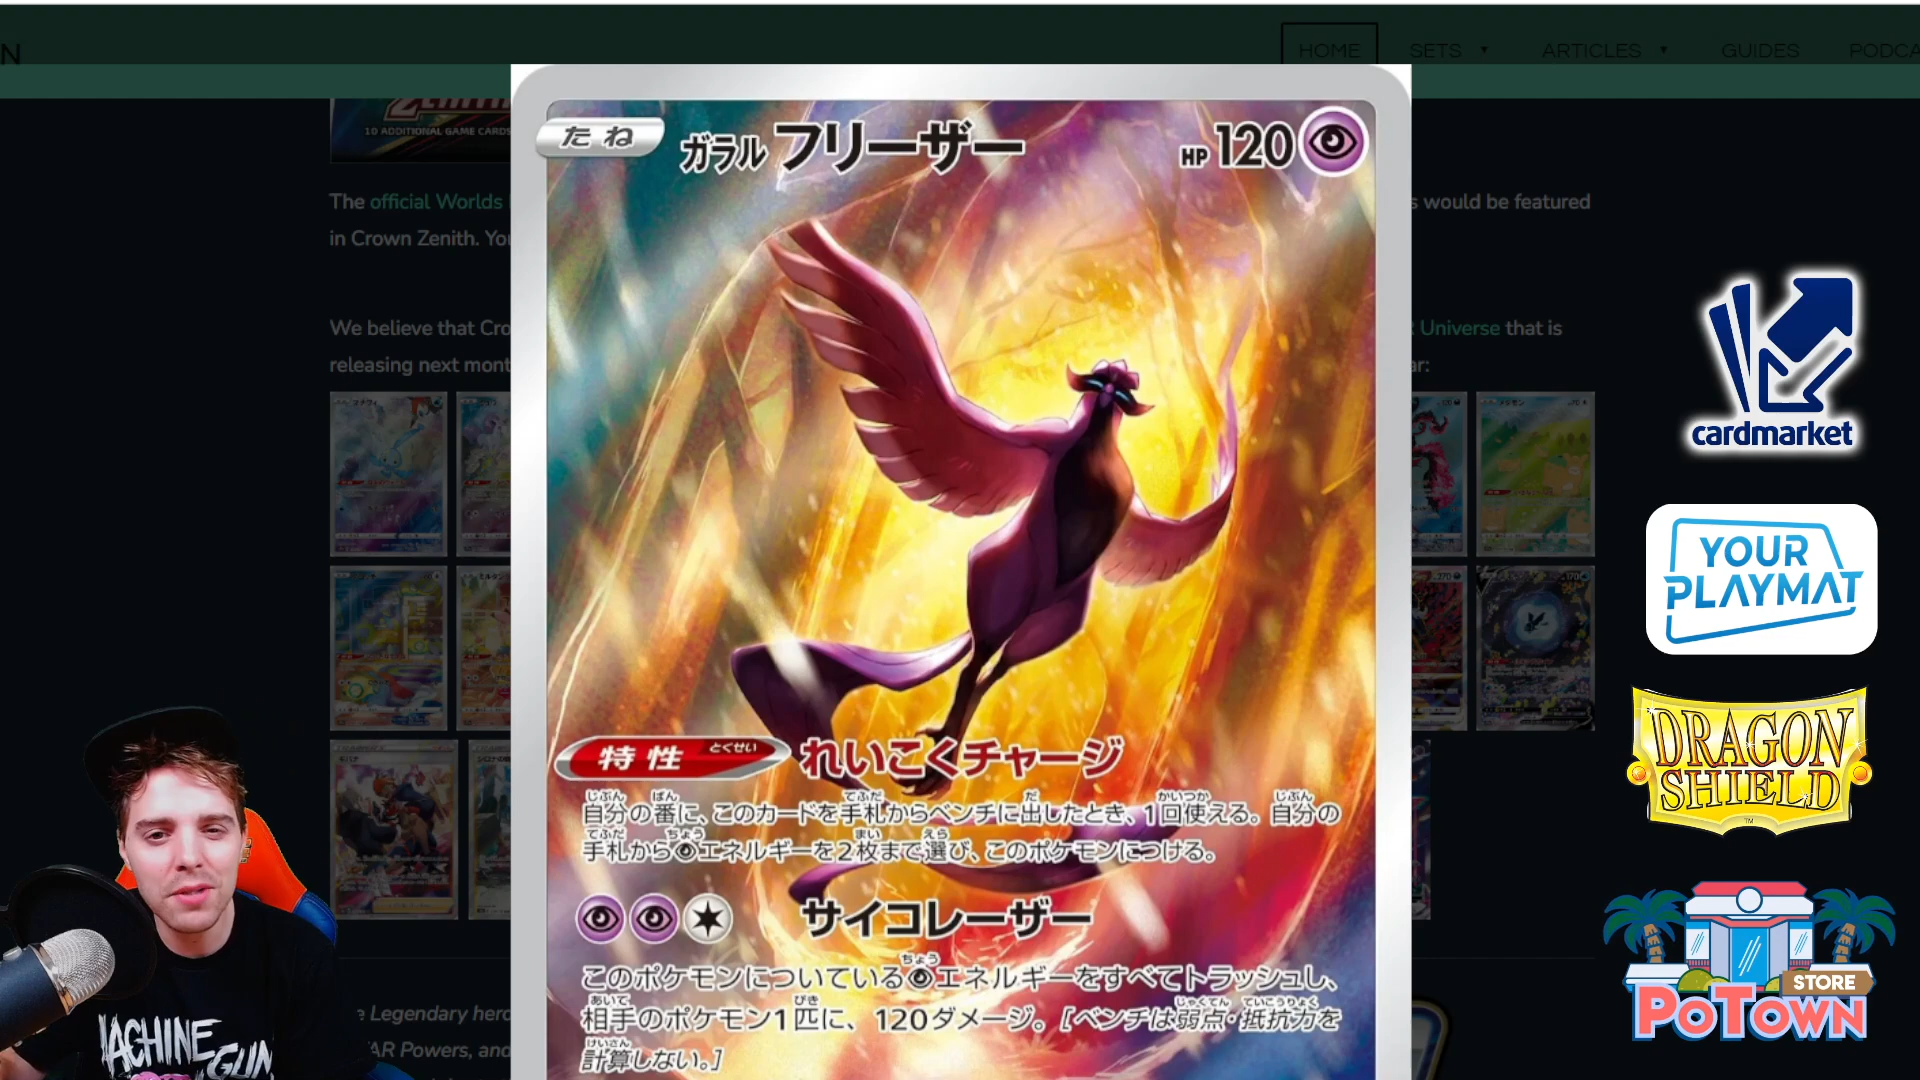 N
HOME
SETS
ARTICLES
GUIDES
PODCA
ZENITH
10 ADDITIONAL GAME CARDS
The official Worlds
s would be featured
in Crown Zenith. You
We believe that Cro
R Universe that is
releasing next mont
ar:
たね
ガラル フリーザー
HP 120
特性 とくせい れいこくチャージ
自分の番に、このカードを手札からベンチに出したとき、1回使える。自分の
手札から超エネルギーを2枚まで選び、このポケモンにつける。
サイコレーザー
このポケモンについている超エネルギーをすべてトラッシュし、
相手のポケモン1匹に、120ダメージ。[ベンチは弱点・抵抗力を
計算しない。]
e Legendary hero
AR Powers, and
cardmarket
YOUR
PLAYMAT
DRAGON
SHIELD
TM
STORE
PoTown
MACHINE
GUN